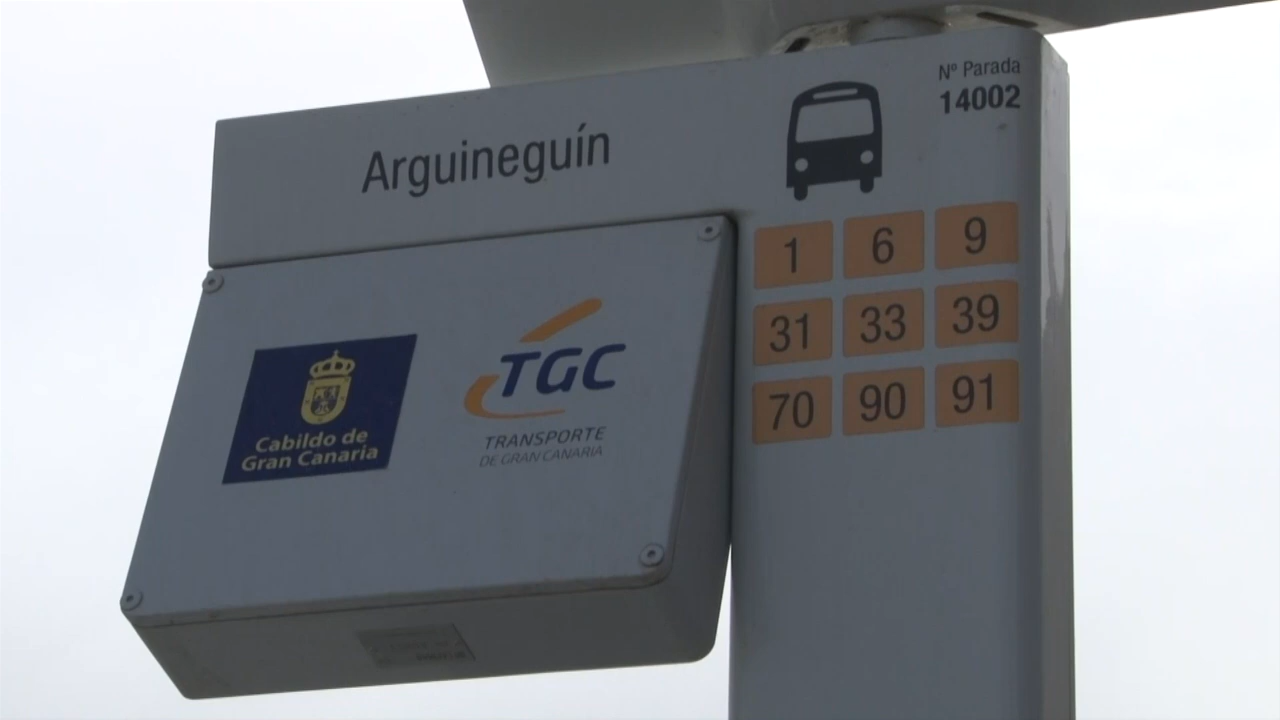 Arguineguín
Nº Parada
14002
1 6 9
31 33 39
70 90 91
Cabildo de
Gran Canaria
TGC
TRANSPORTE
DE GRAN CANARIA